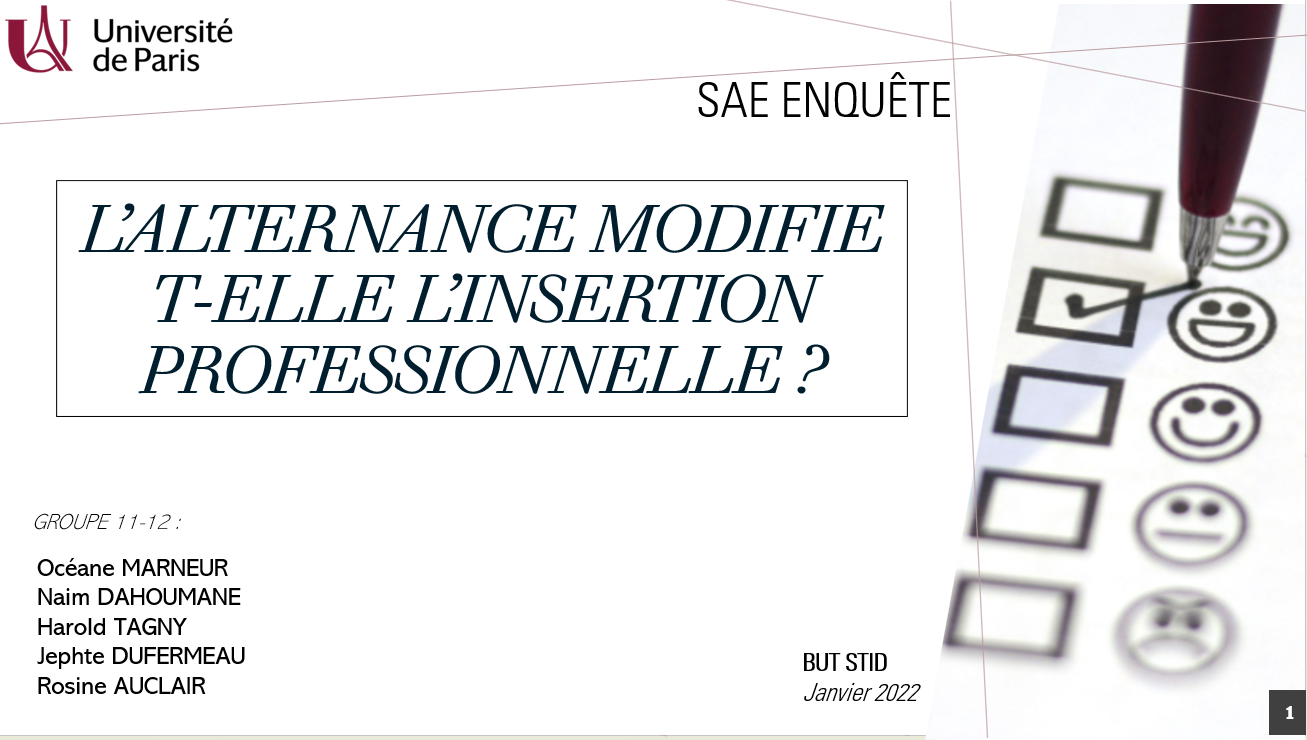 Université
de Paris
SAE ENQUÊTE
L’ALTERNANCE MODIFIE
T-ELLE L’INSERTION
PROFESSIONNELLE ?
GROUPE 11-12 :
Océane MARNEUR
Naim DAHOUMANE
Harold TAGNY
Jephte DUFERMEAU
Rosine AUCLAIR
BUT STID
Janvier 2022
1